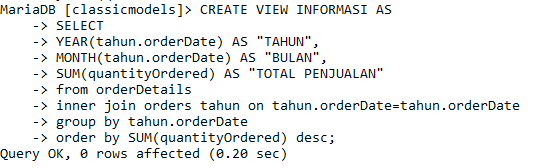 MariaDB [classicmodels]> CREATE VIEW INFORMASI AS
    -> SELECT
    -> YEAR(tahun.orderDate) AS "TAHUN",
    -> MONTH(tahun.orderDate) AS "BULAN",
    -> SUM(quantityOrdered) AS "TOTAL PENJUALAN"
    -> from orderDetails
    -> inner join orders tahun on tahun.orderDate=tahun.orderDate
    -> group by tahun.orderDate
    -> order by SUM(quantityOrdered) desc;
Query OK, 0 rows affected (0.20 sec)